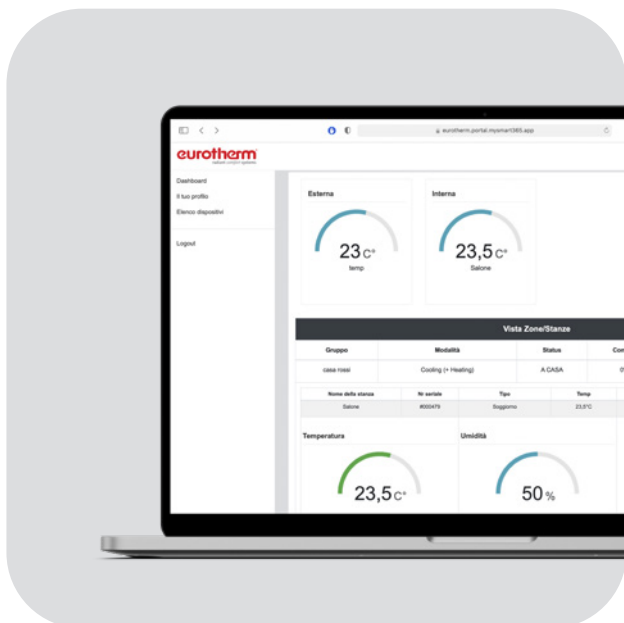 eurotherm.portal.mysmart365.app
eurotherm
Dashboard
Il tuo profilo
Elenco dispositivi
Logout
Esterna
23 C°
temp
Interna
23,5 C°
Salone
Vista Zone/Stanze
Gruppo Modalità Status
casa rossi Cooling (+ Heating) A CASA
Nome della stanza Nr seriale Tipo Temp
Salone #000479 Soggiorno 23,5°C
Temperatura
23,5 C°
Umidità
50 %